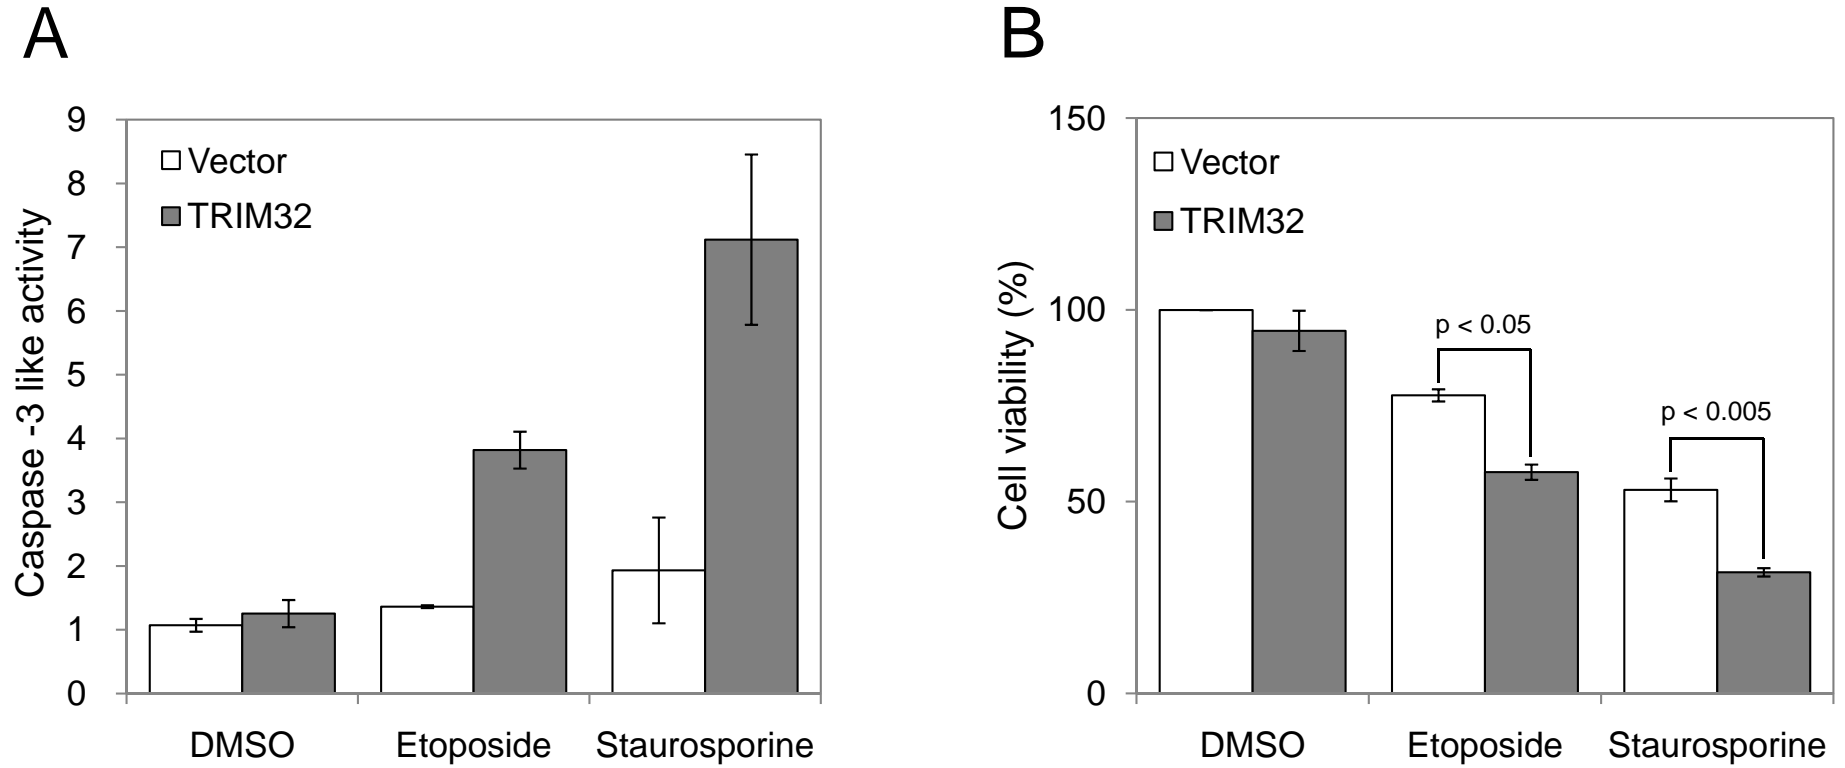 A
Caspase -3 like activity
9
8
7
6
5
4
3
2
1
0
Vector
TRIM32
DMSO
Etoposide
Staurosporine
B
Cell viability (%)
150
100
50
0
Vector
TRIM32
p < 0.05
p < 0.005
DMSO
Etoposide
Staurosporine